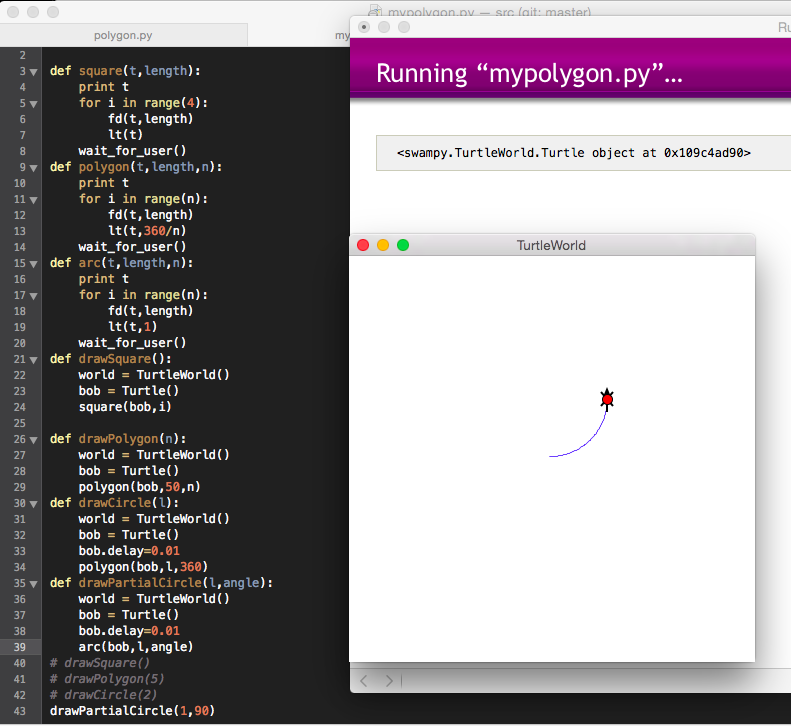 mypolygon.py — src (git: master)
polygon.py
my
Ru
Running “mypolygon.py”…
<swampy.TurtleWorld.Turtle object at 0x109c4ad90>
TurtleWorld
2
3 def square(t,length):
4     print t
5     for i in range(4):
6         fd(t,length)
7         lt(t)
8     wait_for_user()
9 def polygon(t,length,n):
10     print t
11     for i in range(n):
12         fd(t,length)
13         lt(t,360/n)
14     wait_for_user()
15 def arc(t,length,n):
16     print t
17     for i in range(n):
18         fd(t,length)
19         lt(t,1)
20     wait_for_user()
21 def drawSquare():
22     world = TurtleWorld()
23     bob = Turtle()
24     square(bob,i)
25
26 def drawPolygon(n):
27     world = TurtleWorld()
28     bob = Turtle()
29     polygon(bob,50,n)
30 def drawCircle(l):
31     world = TurtleWorld()
32     bob = Turtle()
33     bob.delay=0.01
34     polygon(bob,l,360)
35 def drawPartialCircle(l,angle):
36     world = TurtleWorld()
37     bob = Turtle()
38     bob.delay=0.01
39     arc(bob,l,angle)
40 # drawSquare()
41 # drawPolygon(5)
42 # drawCircle(2)
43 drawPartialCircle(1,90)